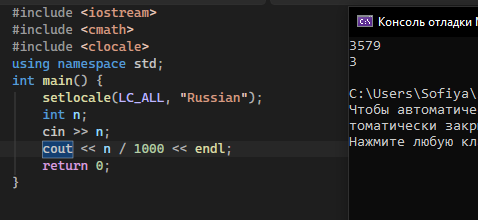 #include <iostream>
#include <cmath>
#include <clocale>
using namespace std;
int main() {
setlocale(LC_ALL, "Russian");
int n;
cin >> n;
cout << n / 1000 << endl;
return 0;
}
Консоль отладки
3579
3
C:\Users\Sofiya\
Чтобы автоматиче
томатически закр
Нажмите любую кл